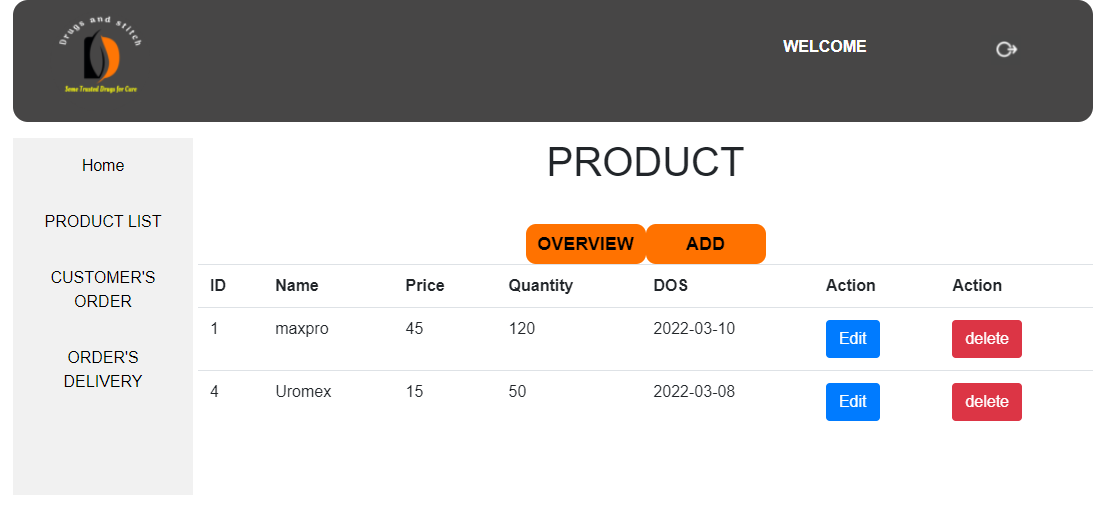 Drugs and stitch
Some Trusted Drugs for Cure
WELCOME
Home
PRODUCT LIST
CUSTOMER'S
ORDER
ORDER'S
DELIVERY
PRODUCT
OVERVIEW ADD
ID Name Price Quantity DOS Action Action
1 maxpro 45 120 2022-03-10 Edit delete
4 Uromex 15 50 2022-03-08 Edit delete